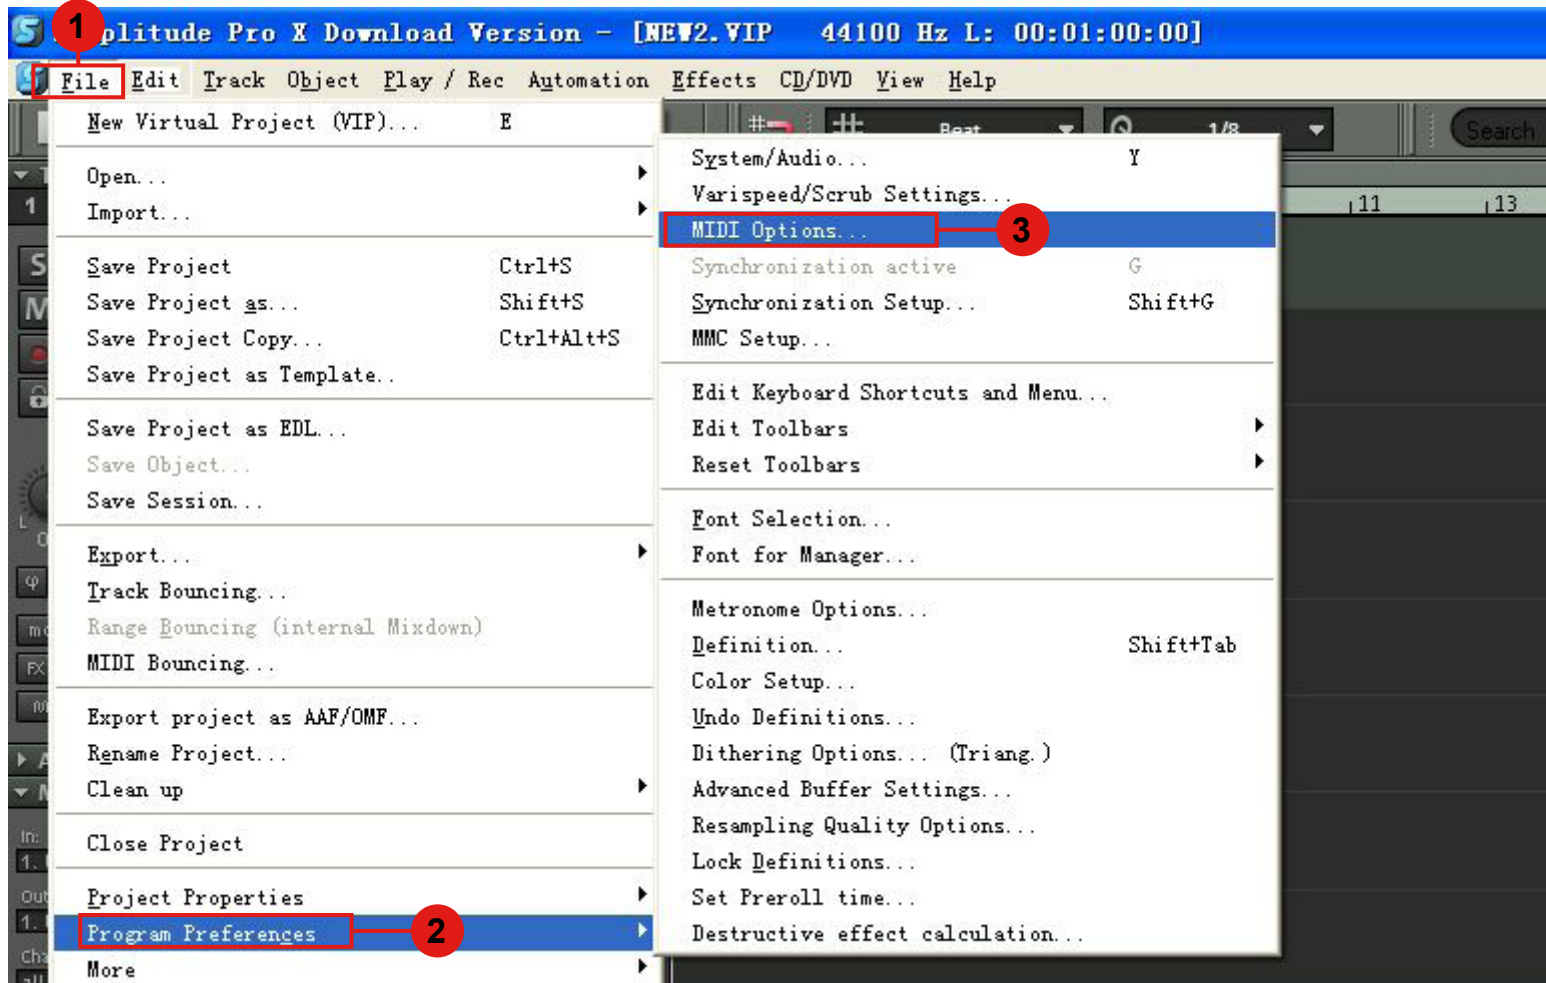 1
plitude Pro X Download Version - [NEW2.VIP 44100 Hz L: 00:01:00:00]
File Edit Track Object Play / Rec Automation Effects CD/DVD View Help
Beat 1/8 Search
1 11 13
New Virtual Project (VIP)... E
Open...
Import...
Save Project Ctrl+S
Save Project as... Shift+S
Save Project Copy... Ctrl+Alt+S
Save Project as Template..
Save Project as EDL...
Save Object...
Save Session...
Export...
Track Bouncing...
Range Bouncing (internal Mixdown)
MIDI Bouncing...
Export project as AAF/OMF...
Rename Project...
Clean up
Close Project
Project Properties
Program Preferences 2
More
System/Audio... Y
Varispeed/Scrub Settings...
MIDI Options... 3
Synchronization active G
Synchronization Setup... Shift+G
MMC Setup...
Edit Keyboard Shortcuts and Menu...
Edit Toolbars
Reset Toolbars
Font Selection...
Font for Manager...
Metronome Options...
Definition... Shift+Tab
Color Setup...
Undo Definitions...
Dithering Options... (Triang.)
Advanced Buffer Settings...
Resampling Quality Options...
Lock Definitions...
Set Preroll time...
Destructive effect calculation...
S
M
L
φ
FX
In:
1.
Out
1.